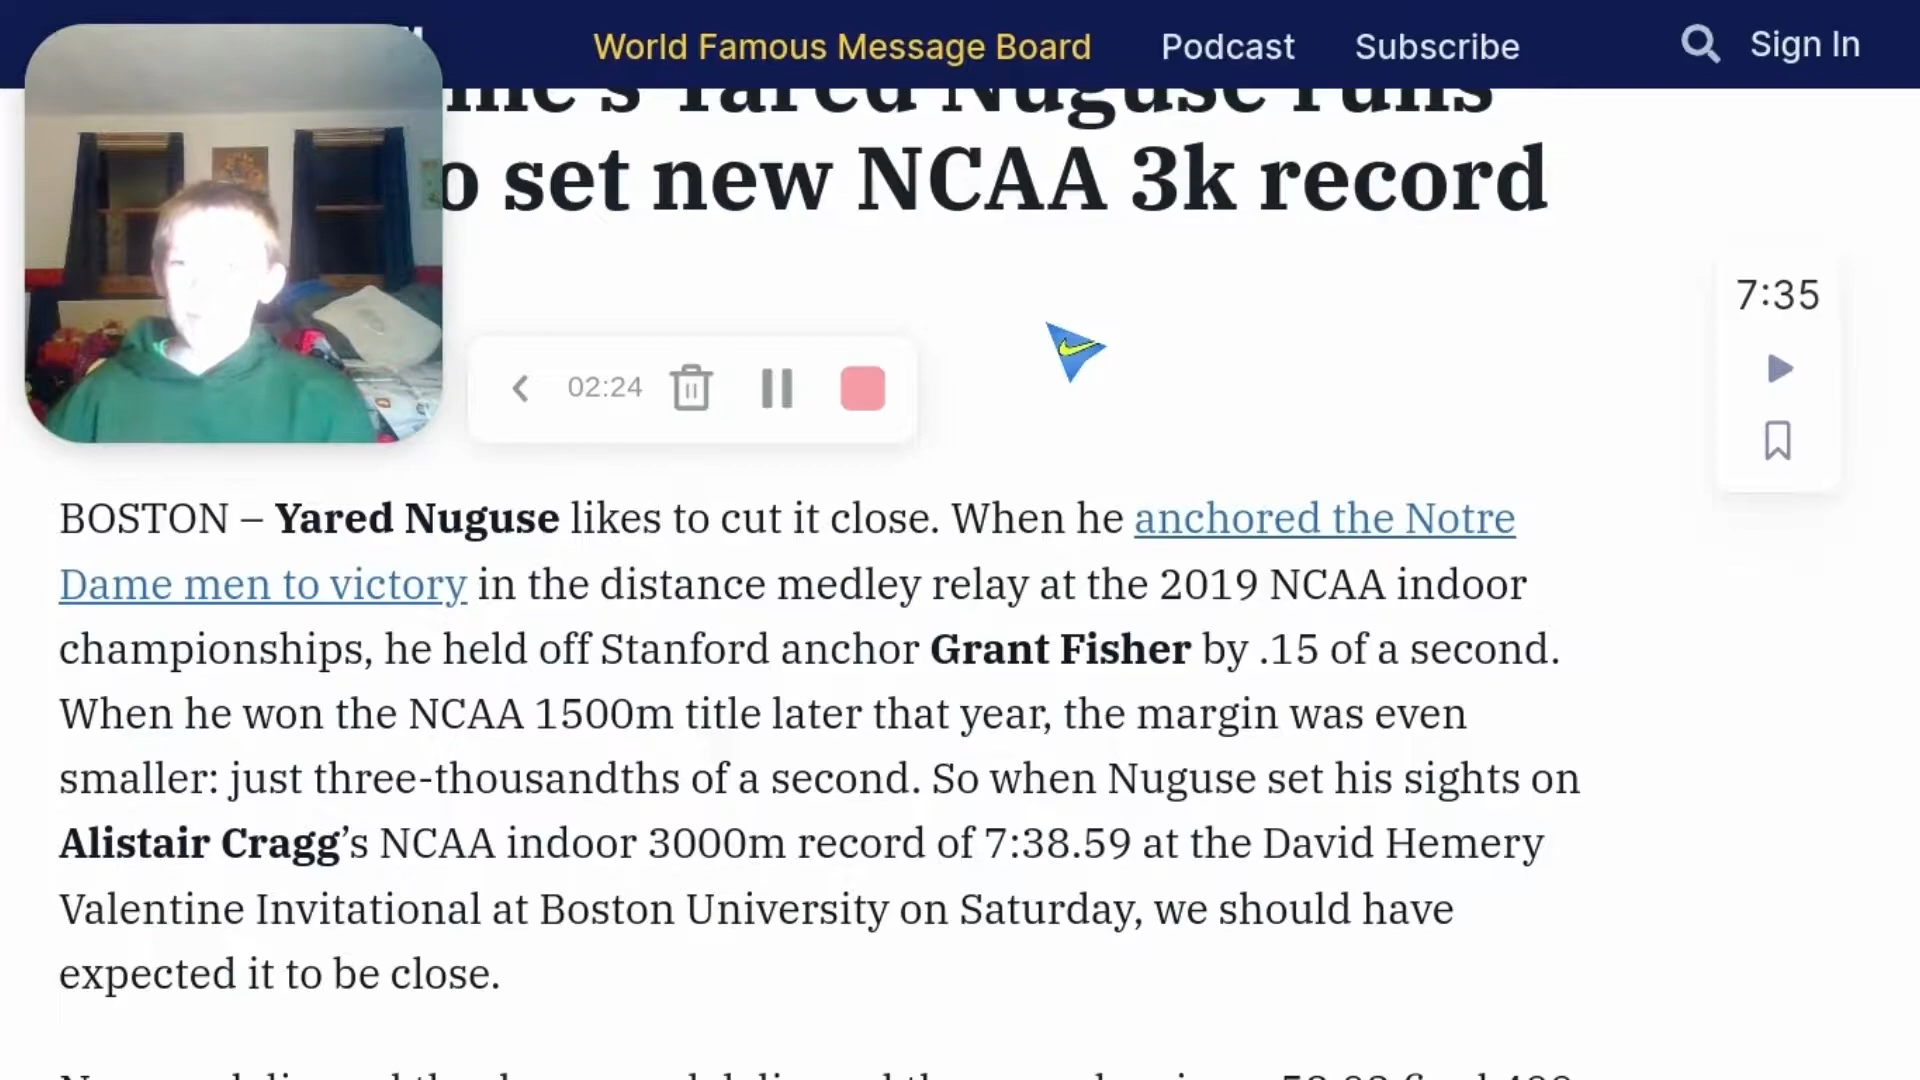 World Famous Message Board Podcast Subscribe Sign In
Yared Nuguse runs
o set new NCAA 3k record
7:35
02:24
BOSTON – Yared Nuguse likes to cut it close. When he anchored the Notre
Dame men to victory in the distance medley relay at the 2019 NCAA indoor
championships, he held off Stanford anchor Grant Fisher by .15 of a second.
When he won the NCAA 1500m title later that year, the margin was even
smaller: just three-thousandths of a second. So when Nuguse set his sights on
Alistair Cragg’s NCAA indoor 3000m record of 7:38.59 at the David Hemery
Valentine Invitational at Boston University on Saturday, we should have
expected it to be close.